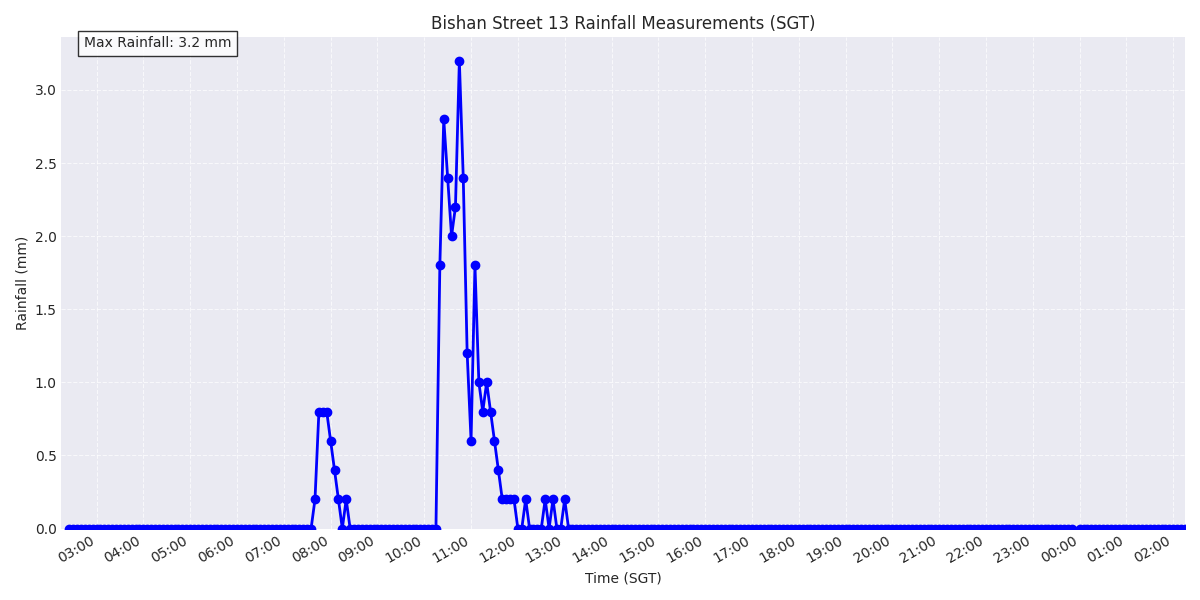 Bishan Street 13 Rainfall Measurements (SGT)
Max Rainfall: 3.2 mm
Rainfall (mm)
3.0
2.5
2.0
1.5
1.0
0.5
0.0
03:00 04:00 05:00 06:00 07:00 08:00 09:00 10:00 11:00 12:00 13:00 14:00 15:00 16:00 17:00 18:00 19:00 20:00 21:00 22:00 23:00 00:00 01:00 02:00
Time (SGT)